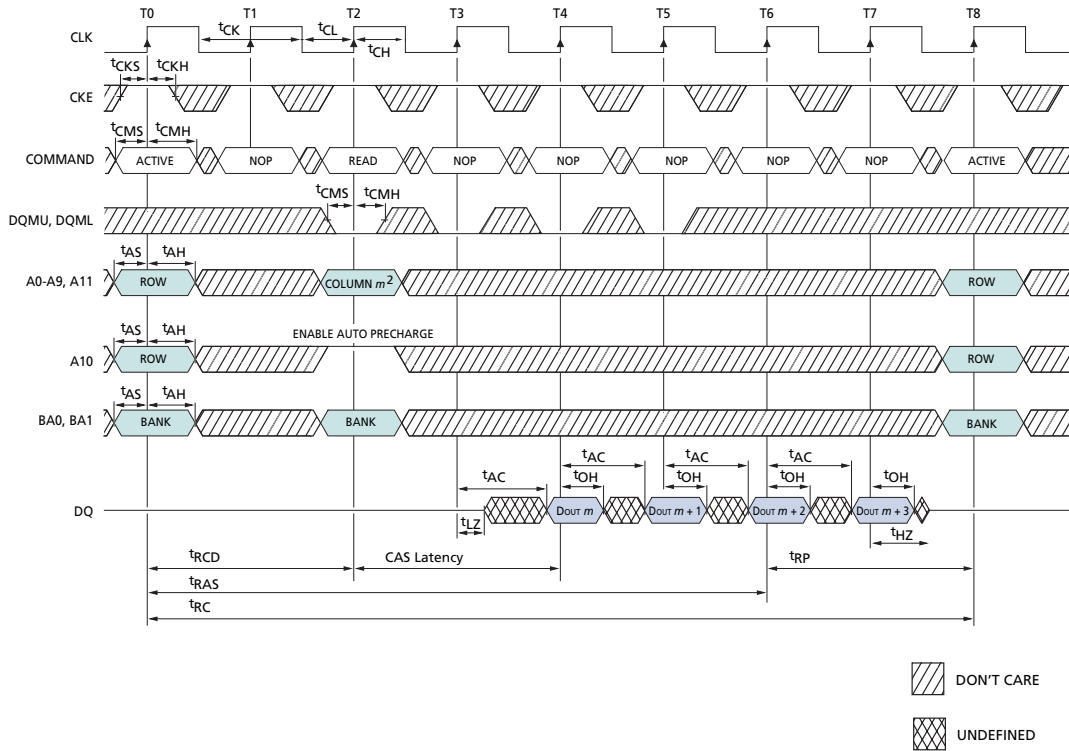 T0 T1 T2 T3 T4 T5 T6 T7 T8
CLK
tCK tCL
tCH
tCKS tCKH
CKE
tCMS tCMH
COMMAND ACTIVE NOP READ NOP NOP NOP NOP NOP ACTIVE
tCMS tCMH
DQMU, DQML
tAS tAH
A0-A9, A11 ROW COLUMN m2 ROW
ENABLE AUTO PRECHARGE
tAS tAH
A10 ROW ROW
tAS tAH
BA0, BA1 BANK BANK BANK
tAC tAC tAC tAC
tOH tOH tOH tOH
DQ DOUT m DOUT m + 1 DOUT m + 2 DOUT m + 3
tLZ tHZ
tRCD CAS Latency tRP
tRAS
tRC
DON'T CARE
UNDEFINED